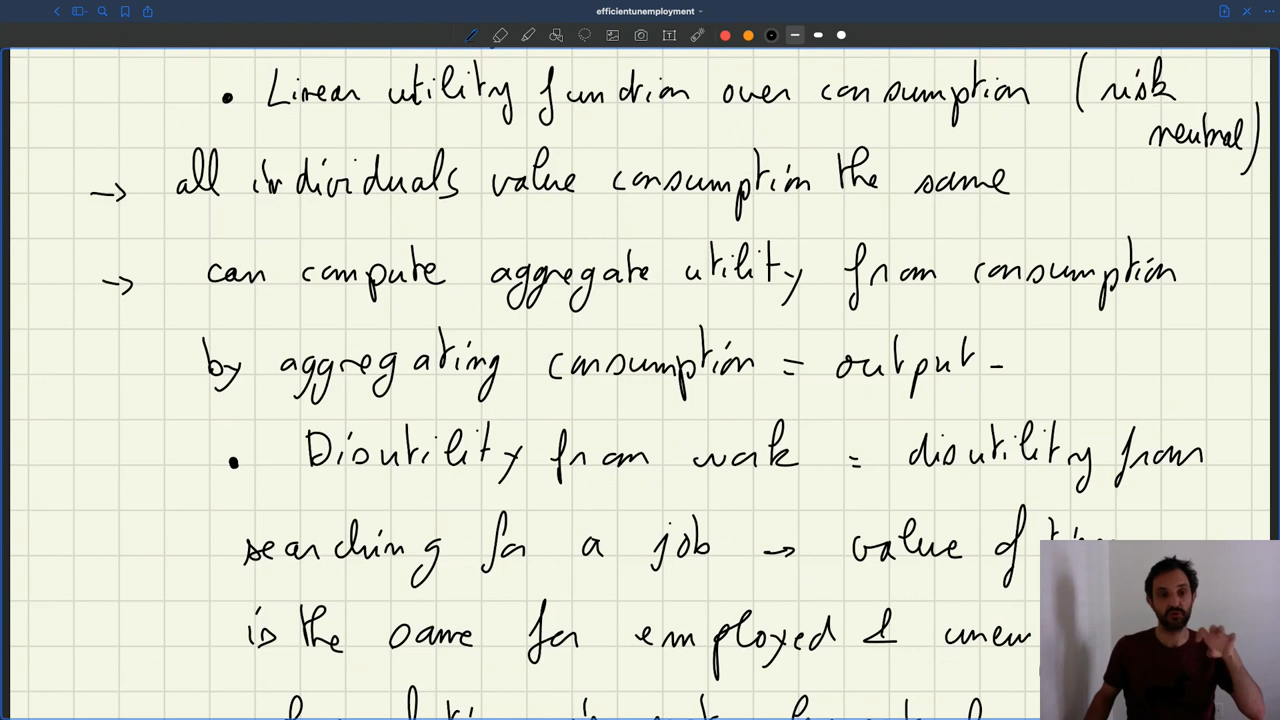 efficientunemployment
• Linear utility function over consumption (risk
neutral)
→ all individuals value consumption the same
→ can compute aggregate utility from consumption
by aggregating consumption = output -
• Disutility from work = disutility from
searching for a job → value of
is the same for employed &